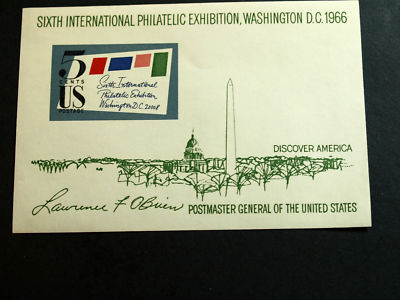 SIXTH INTERNATIONAL PHILATELIC EXHIBITION, WASHINGTON D.C. 1966
5
CENTS
US
POSTAGE
Sixth International
Philatelic Exhibition
Washington D.C. 20008
DISCOVER AMERICA
Lawrence F. O'Brien
POSTMASTER GENERAL OF THE UNITED STATES